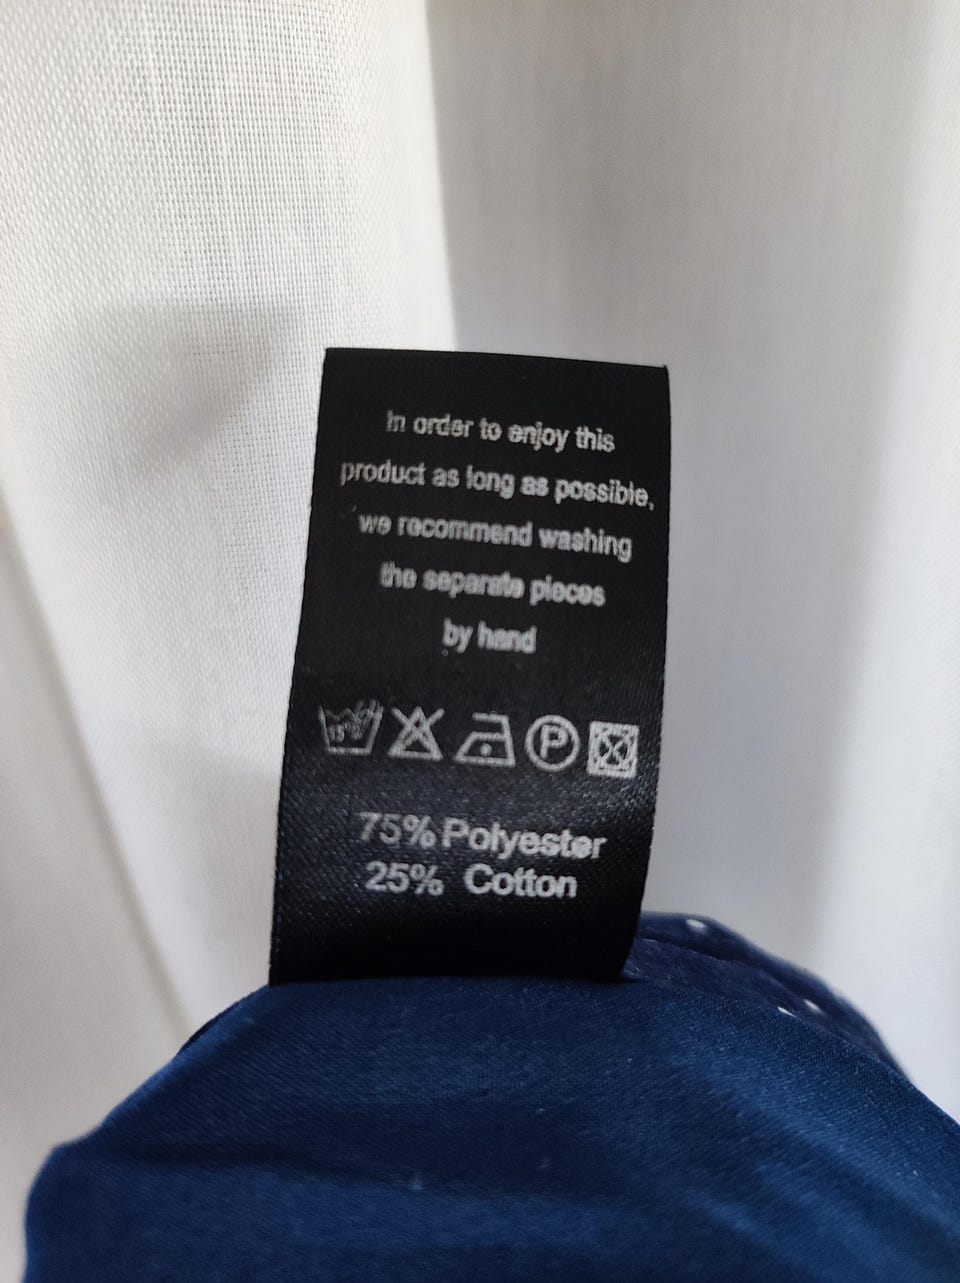 In order to enjoy this
product as long as possible,
we recommend washing
the separate pieces
by hand
P
75% Polyester
25% Cotton